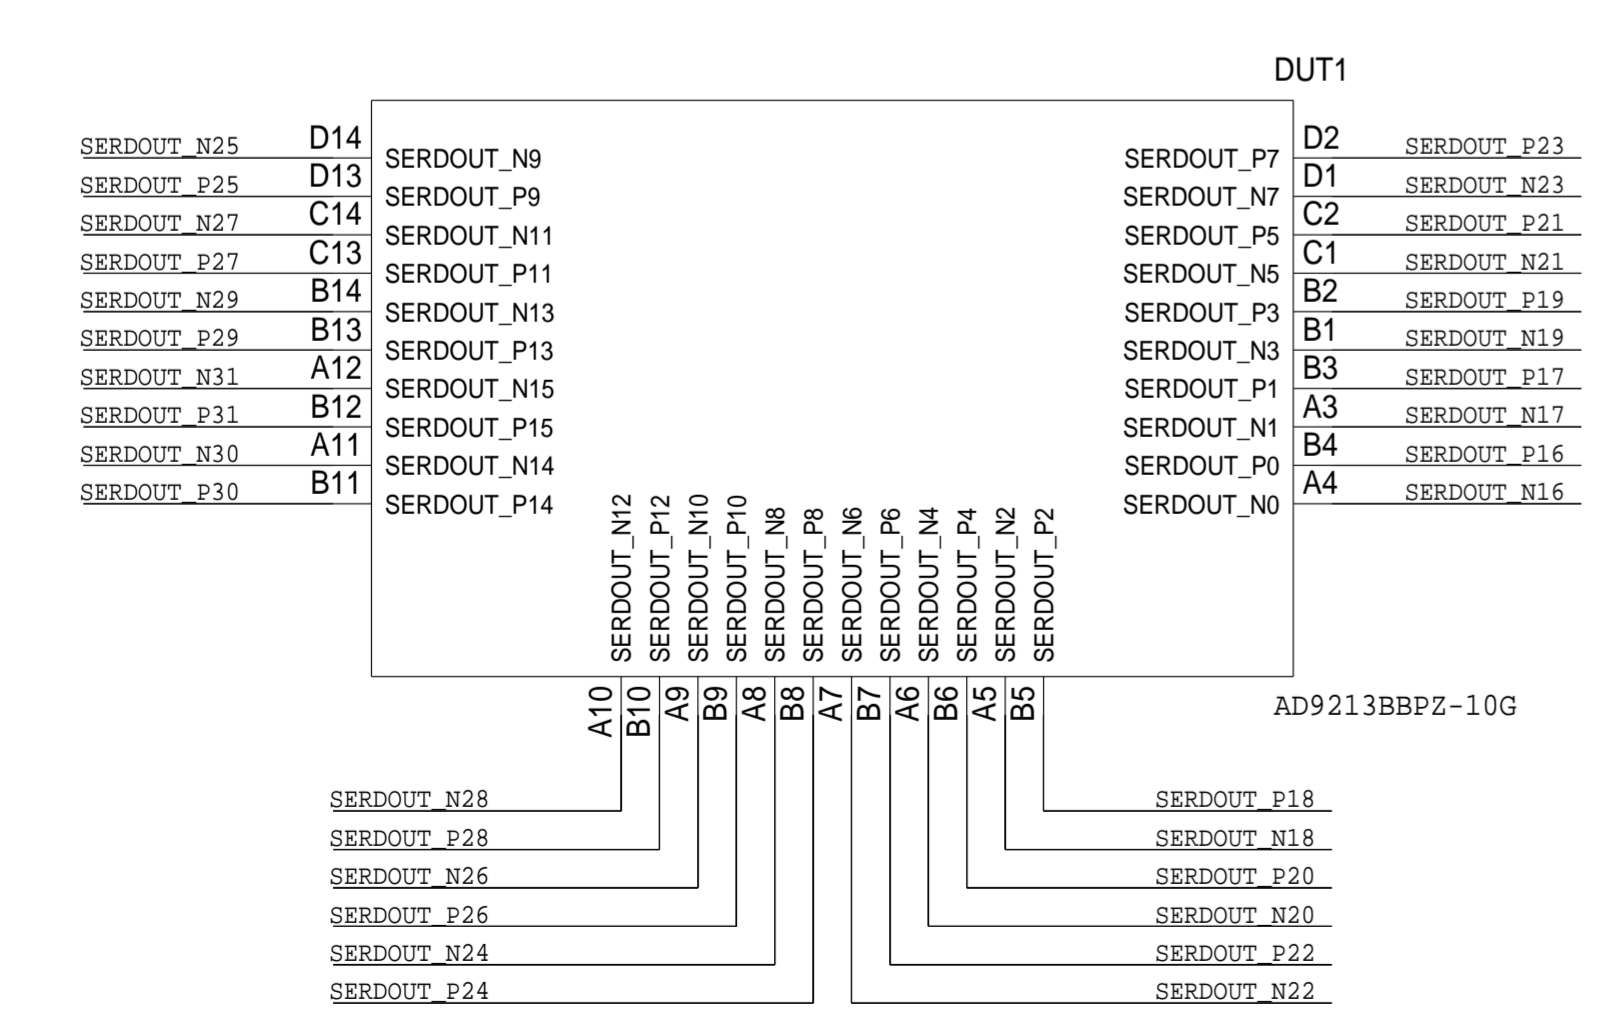 DUT1
SERDOUT_N25 D14 SERDOUT_N9 SERDOUT_P7 D2 SERDOUT_P23
SERDOUT_P25 D13 SERDOUT_P9 SERDOUT_N7 D1 SERDOUT_N23
SERDOUT_N27 C14 SERDOUT_N11 SERDOUT_P5 C2 SERDOUT_P21
SERDOUT_P27 C13 SERDOUT_P11 SERDOUT_N5 C1 SERDOUT_N21
SERDOUT_N29 B14 SERDOUT_N13 SERDOUT_P3 B2 SERDOUT_P19
SERDOUT_P29 B13 SERDOUT_P13 SERDOUT_N3 B1 SERDOUT_N19
SERDOUT_N31 A12 SERDOUT_N15 SERDOUT_P1 B3 SERDOUT_P17
SERDOUT_P31 B12 SERDOUT_P15 SERDOUT_N1 A3 SERDOUT_N17
SERDOUT_N30 A11 SERDOUT_N14 SERDOUT_P0 B4 SERDOUT_P16
SERDOUT_P30 B11 SERDOUT_P14 SERDOUT_N0 A4 SERDOUT_N16
SERDOUT_N12
SERDOUT_P12
SERDOUT_N10
SERDOUT_P10
SERDOUT_N8
SERDOUT_P8
SERDOUT_N6
SERDOUT_P6
SERDOUT_N4
SERDOUT_P4
SERDOUT_N2
SERDOUT_P2
A10
B10
A9
B9
A8
B8
A7
B7
A6
B6
A5
B5
AD9213BBPZ-10G
SERDOUT_N28 SERDOUT_P18
SERDOUT_P28 SERDOUT_N18
SERDOUT_N26 SERDOUT_P20
SERDOUT_P26 SERDOUT_N20
SERDOUT_N24 SERDOUT_P22
SERDOUT_P24 SERDOUT_N22